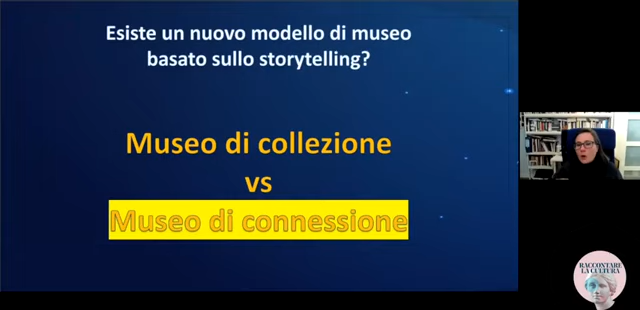 Esiste un nuovo modello di museo
basato sullo storytelling?
Museo di collezione
vs
Museo di connessione
RACCONTARE
LA CULTURA